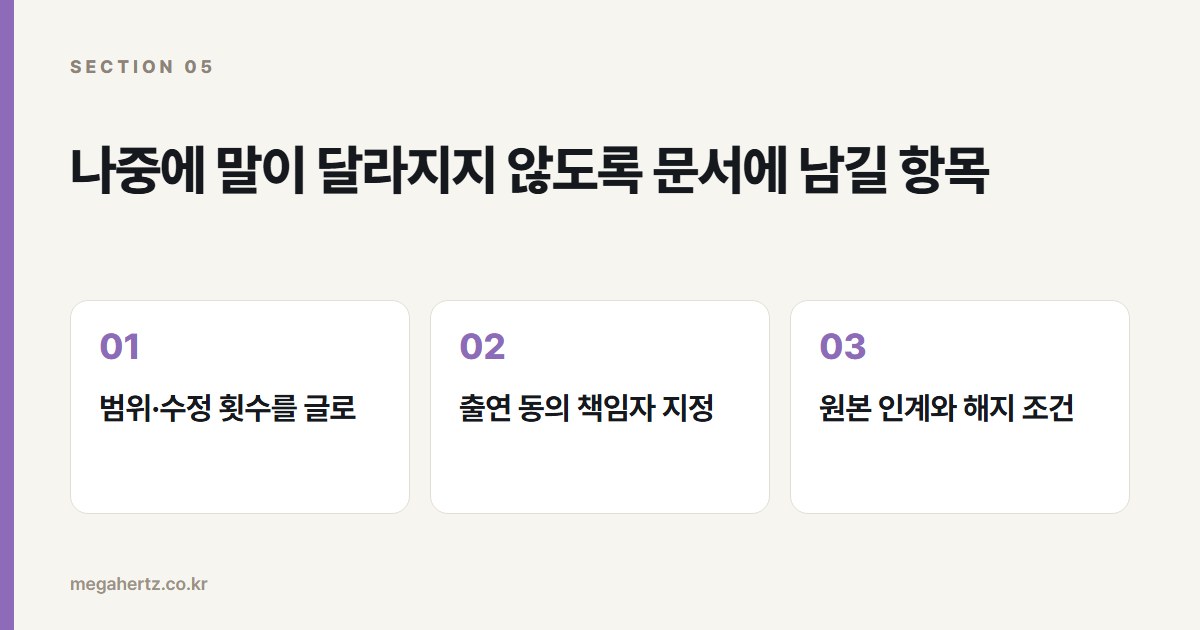 SECTION 05
나중에 말이 달라지지 않도록 문서에 남길 항목
01
범위·수정 횟수를 글로
02
출연 동의 책임자 지정
03
원본 인계와 해지 조건
megahertz.co.kr